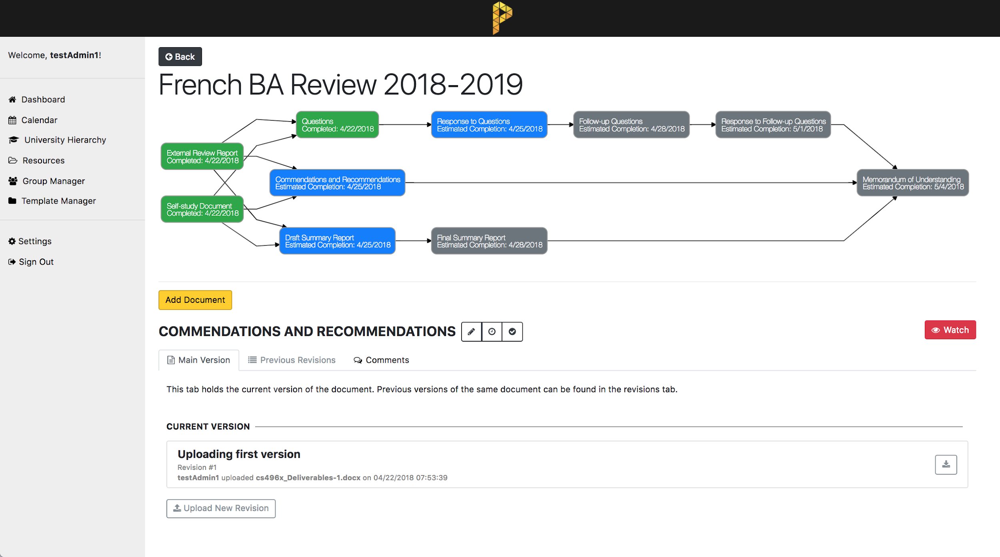 Welcome, testAdmin1!
Dashboard
Calendar
University Hierarchy
Resources
Group Manager
Template Manager
Settings
Sign Out
Back
French BA Review 2018-2019
Questions
Completed: 4/22/2018
Response to Questions
Estimated Completion: 4/25/2018
Follow-up Questions
Estimated Completion: 4/28/2018
Response to Follow-up Questions
Estimated Completion: 5/1/2018
External Review Report
Completed: 4/22/2018
Commendations and Recommendations
Estimated Completion: 4/25/2018
Memorandum of Understanding
Estimated Completion: 5/4/2018
Self-study Document
Completed: 4/22/2018
Draft Summary Report
Estimated Completion: 4/25/2018
Final Summary Report
Estimated Completion: 4/28/2018
Add Document
COMMENDATIONS AND RECOMMENDATIONS
Watch
Main Version
Previous Revisions
Comments
This tab holds the current version of the document. Previous versions of the same document can be found in the revisions tab.
CURRENT VERSION
Uploading first version
Revision #1
testAdmin1 uploaded cs496x_Deliverables-1.docx on 04/22/2018 07:53:39
Upload New Revision